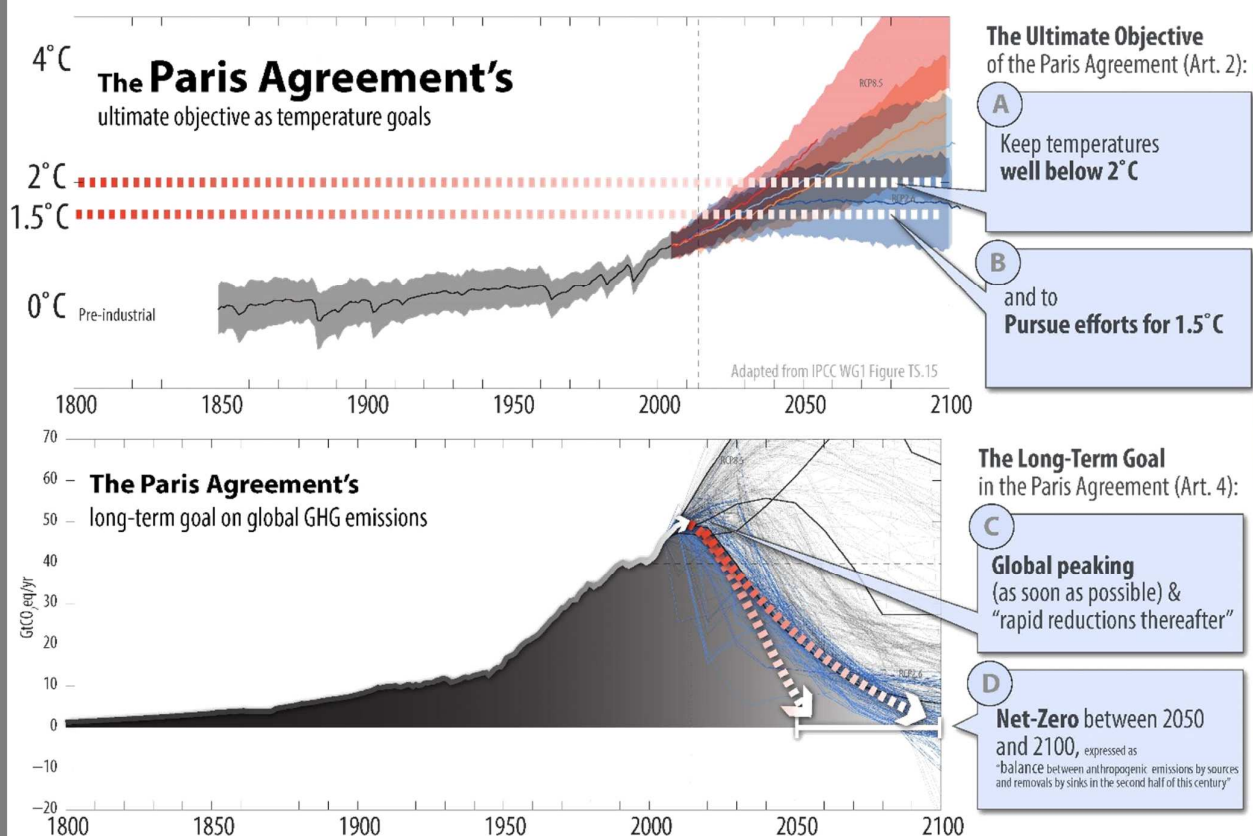 The Paris Agreement's
ultimate objective as temperature goals
4°C
2°C
1.5°C
0°C
Pre-industrial
RCP8.5
RCP2.6
Adapted from IPCC WG1 Figure TS.15
1800
1850
1900
1950
2000
2050
2100
The Ultimate Objective
of the Paris Agreement (Art. 2):
A
Keep temperatures
well below 2°C
B
and to
Pursue efforts for 1.5°C
The Paris Agreement's
long-term goal on global GHG emissions
GtCO2eq/yr
70
60
50
40
30
20
10
0
−10
−20
RCP8.5
RCP2.6
1800
1850
1900
1950
2000
2050
2100
The Long-Term Goal
in the Paris Agreement (Art. 4):
C
Global peaking
(as soon as possible) &
"rapid reductions thereafter"
D
Net-Zero between 2050
and 2100, expressed as
"balance between anthropogenic emissions by sources
and removals by sinks in the second half of this century"